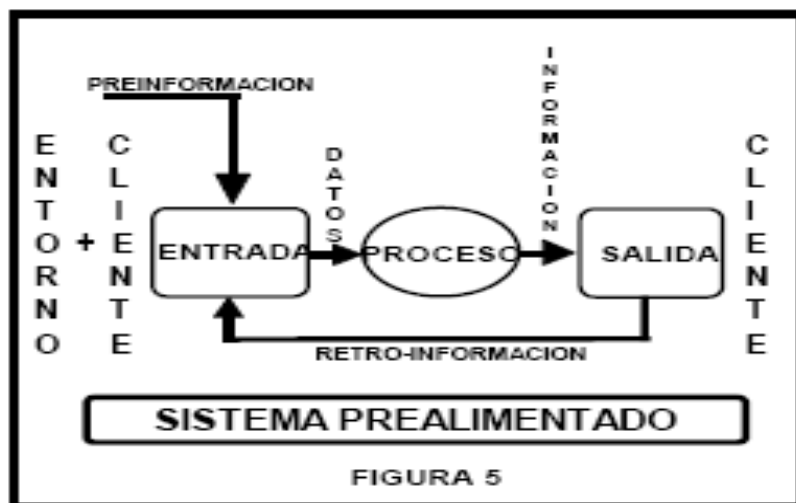 PREINFORMACION
ENTORNO
+
CLIENTE
ENTRADA
DATOS
PROCESO
INFORMACION
SALIDA
CLIENTE
RETRO-INFORMACION
SISTEMA PREALIMENTADO
FIGURA 5